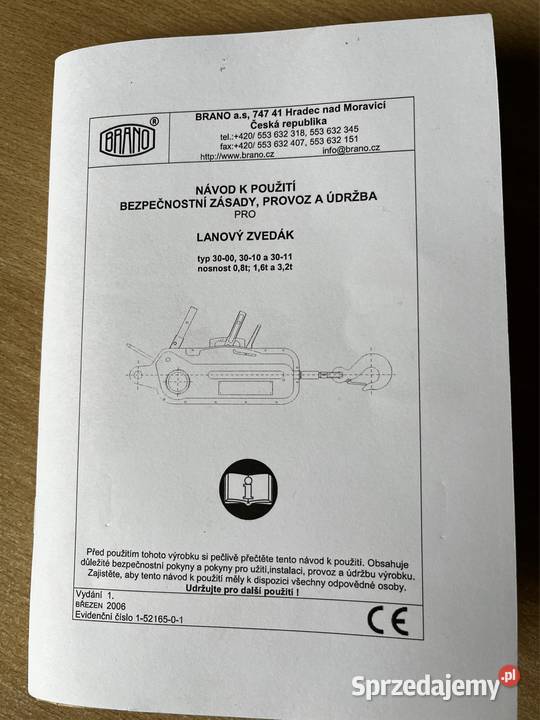 BRANO ®
BRANO a.s, 747 41 Hradec nad Moravicí
Česká republika
tel.:+420/ 553 632 318, 553 632 345
fax:+420/ 553 632 407, 553 632 151
http://www.brano.cz info@brano.cz
NÁVOD K POUŽITÍ
BEZPEČNOSTNÍ ZÁSADY, PROVOZ A ÚDRŽBA
PRO
LANOVÝ ZVEDÁK
typ 30-00, 30-10 a 30-11
nosnost 0,8t; 1,6t a 3,2t
i
Před použitím tohoto výrobku si pečlivě přečtěte tento návod k použití. Obsahuje
důležité bezpečnostní pokyny a pokyny pro užití,instalaci, provoz a údržbu výrobku.
Zajistěte, aby tento návod k použití měly k dispozici všechny odpovědné osoby.
Udržujte pro další použití !
Vydání 1.
BŘEZEN 2006
Evidenční číslo 1-52165-0-1
CE
Sprzedajemy.pl